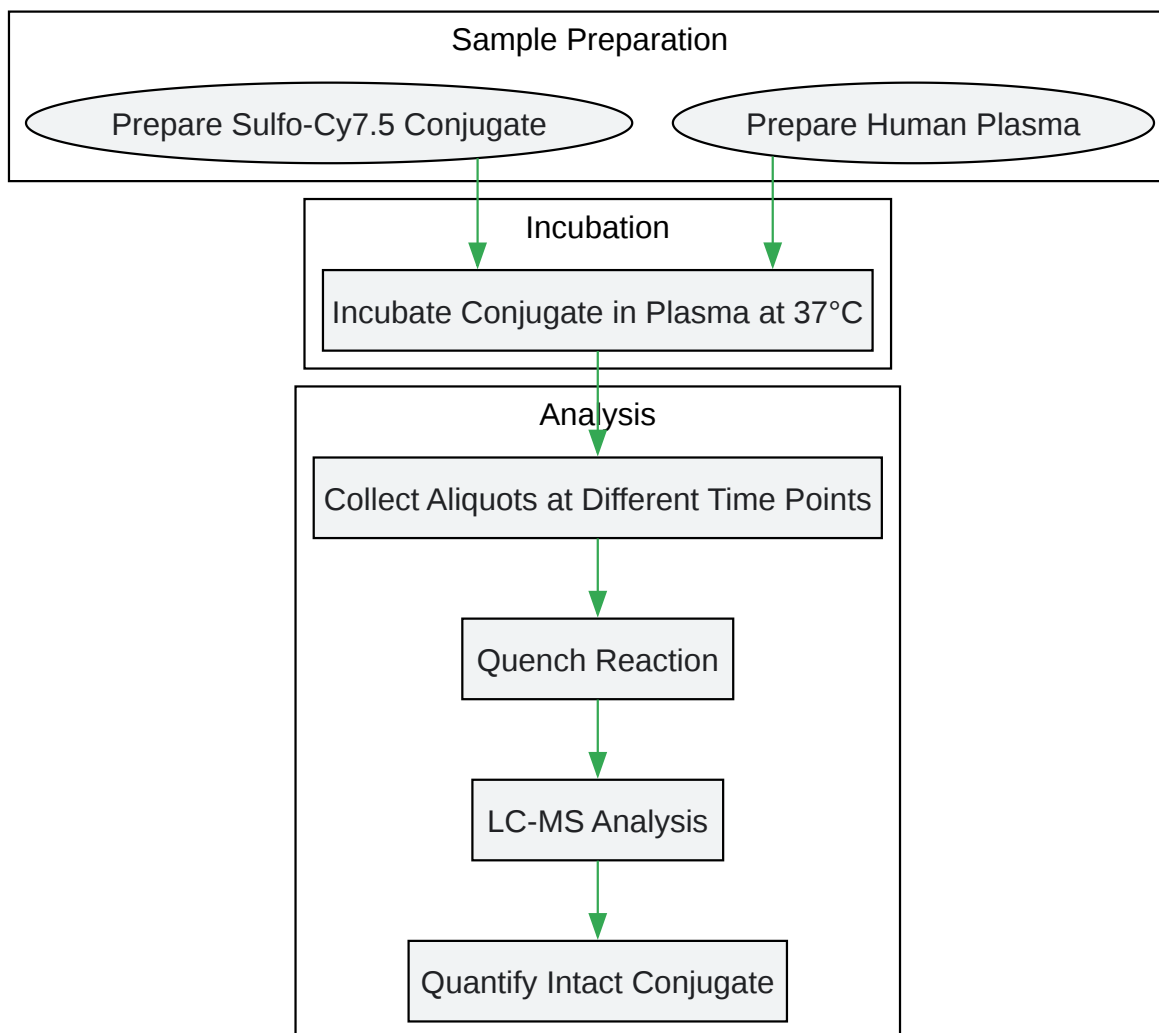 Sample Preparation
Prepare Sulfo-Cy7.5 Conjugate
Prepare Human Plasma
Incubation
Incubate Conjugate in Plasma at 37°C
Analysis
Collect Aliquots at Different Time Points
Quench Reaction
LC-MS Analysis
Quantify Intact Conjugate